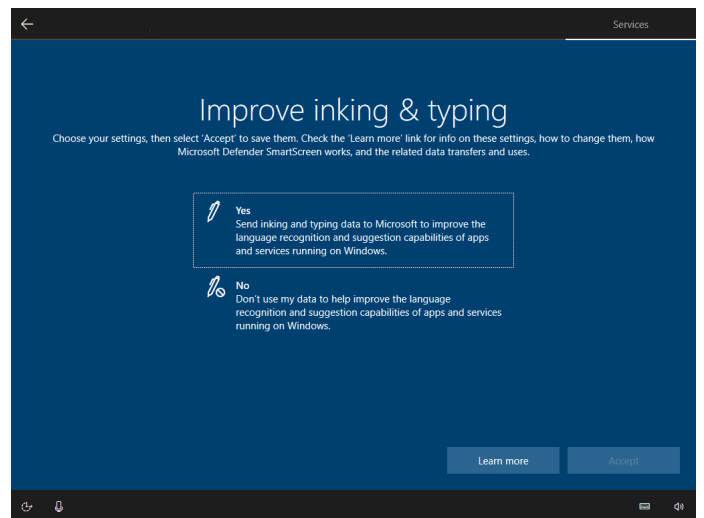 Services
Improve inking & typing
Choose your settings, then select 'Accept' to save them. Check the 'Learn more' link for info on these settings, how to change them, how
Microsoft Defender SmartScreen works, and the related data transfers and uses.
Yes
Send inking and typing data to Microsoft to improve the
language recognition and suggestion capabilities of apps
and services running on Windows.
No
Don't use my data to help improve the language
recognition and suggestion capabilities of apps and services
running on Windows.
Learn more
Accept